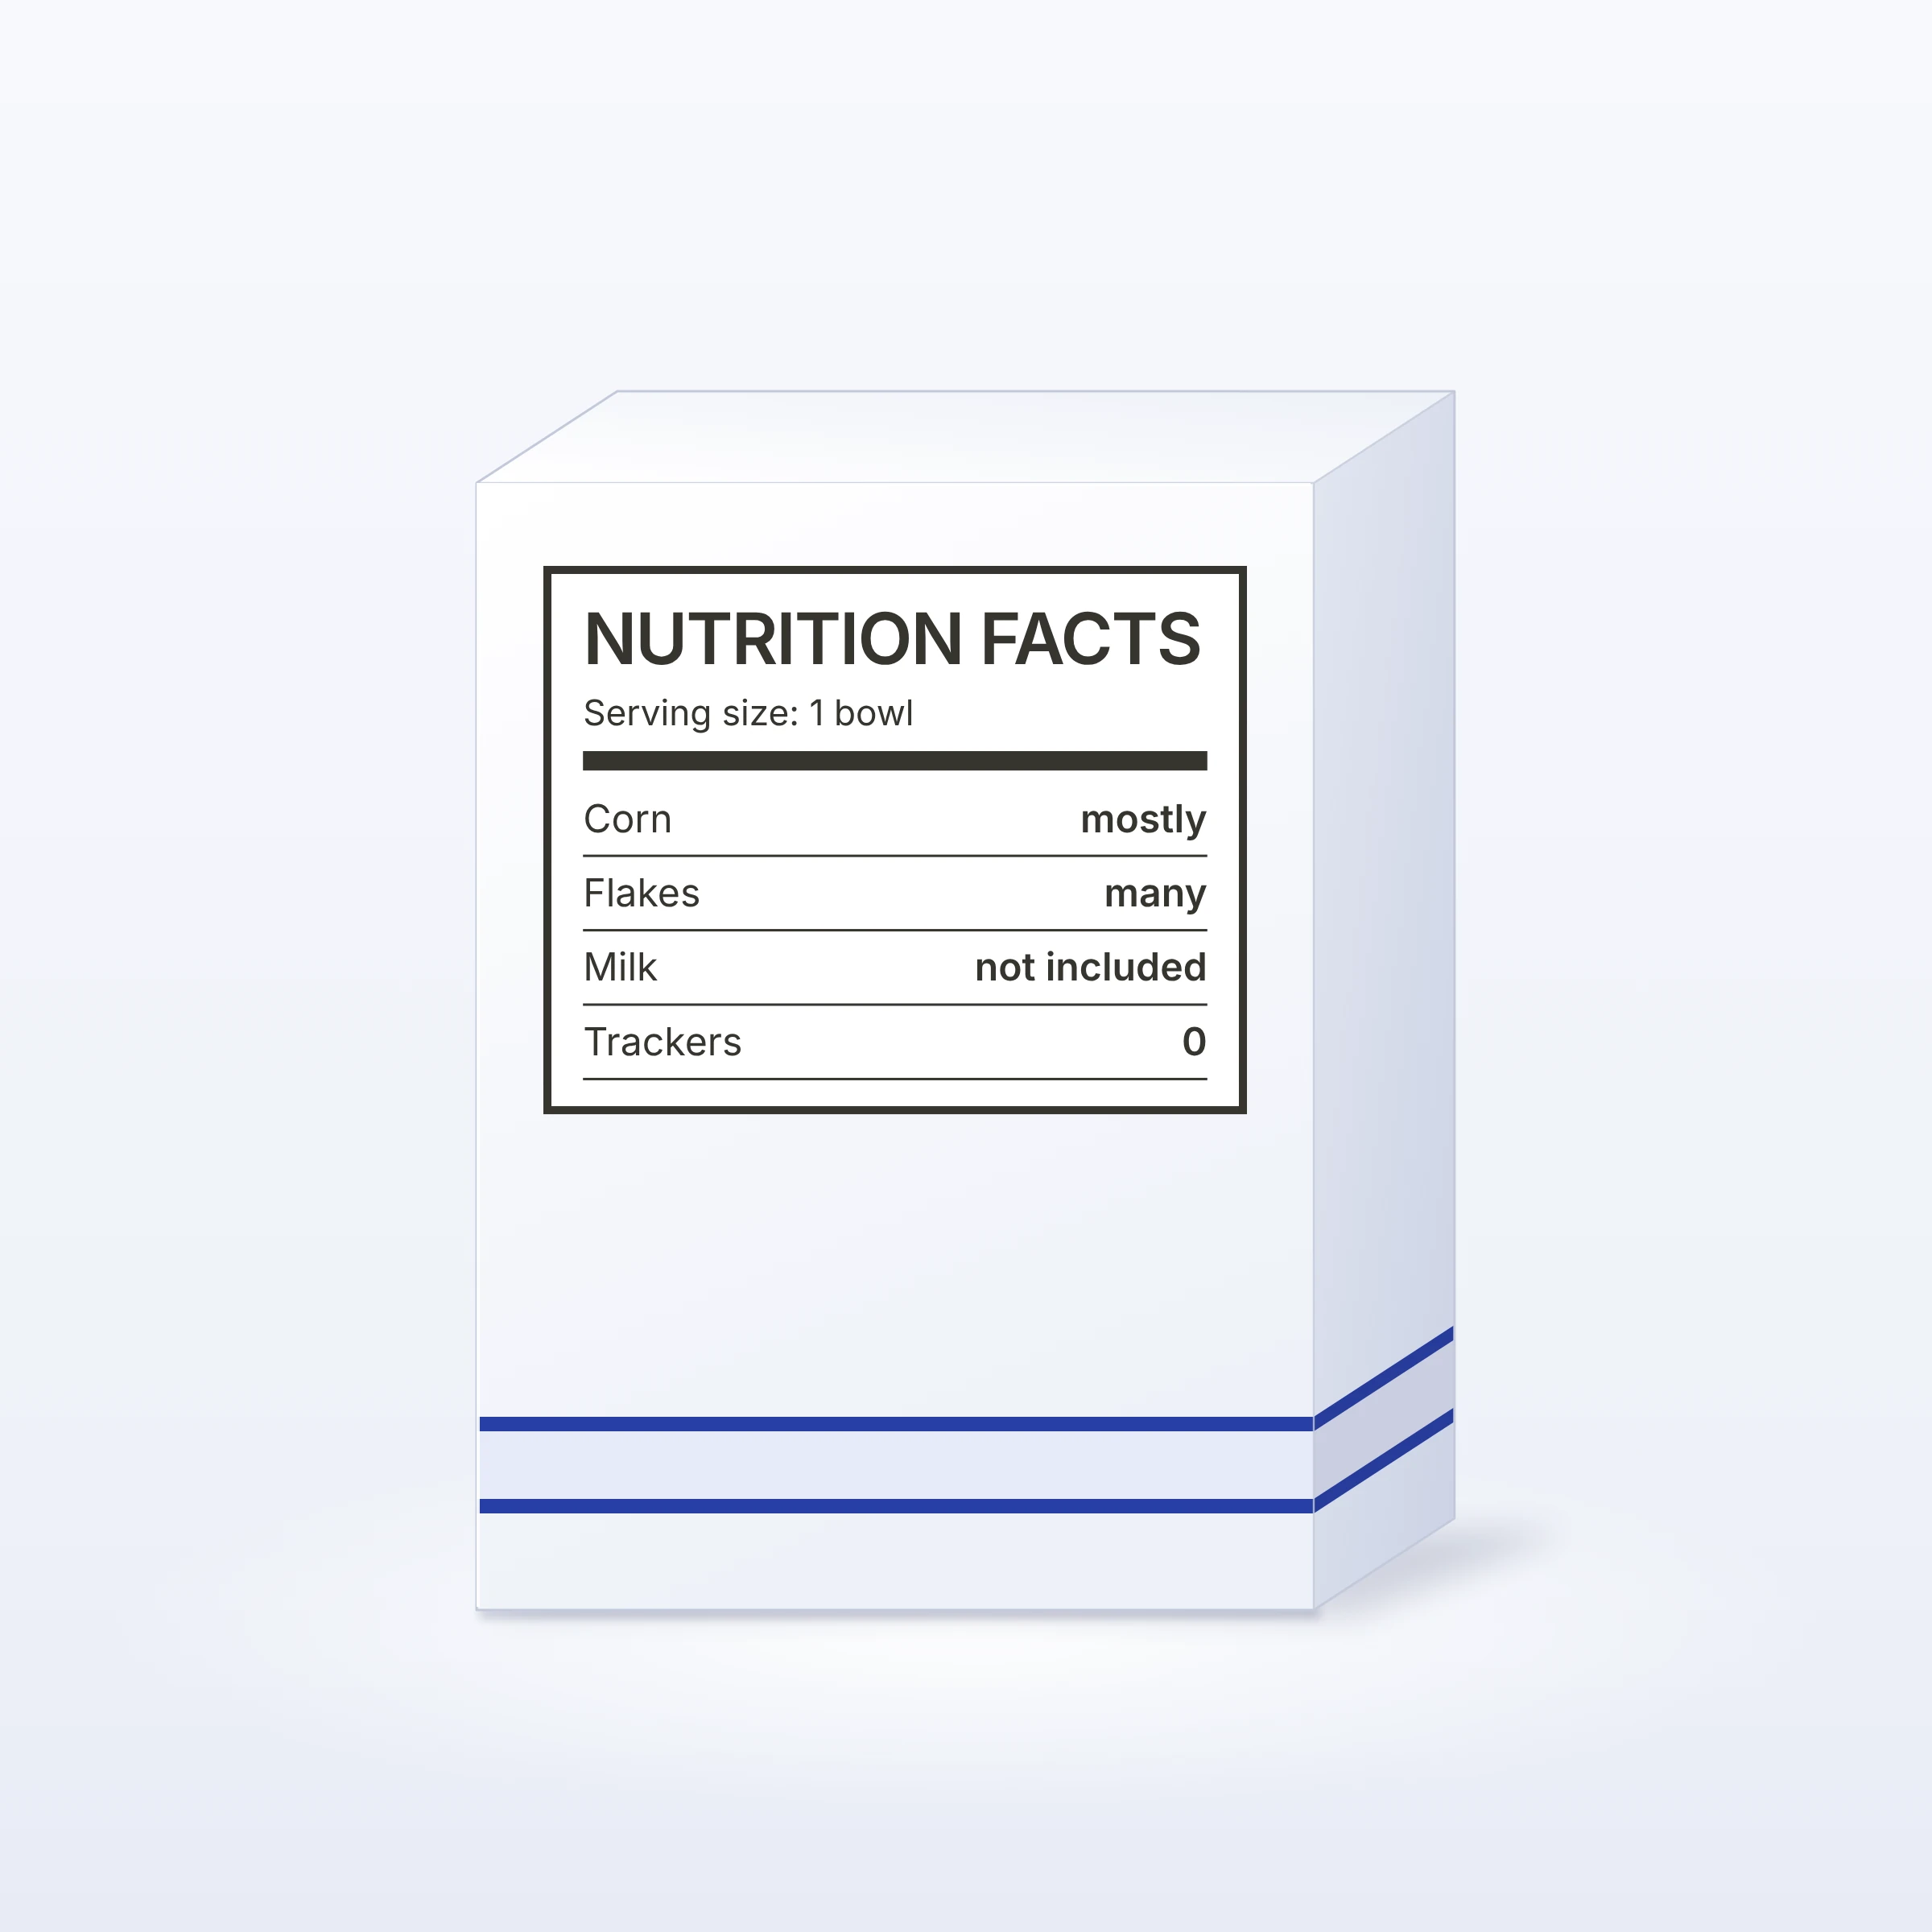 NUTRITION FACTS
Serving size: 1 bowl
Corn mostly
Flakes many
Milk not included
Trackers 0